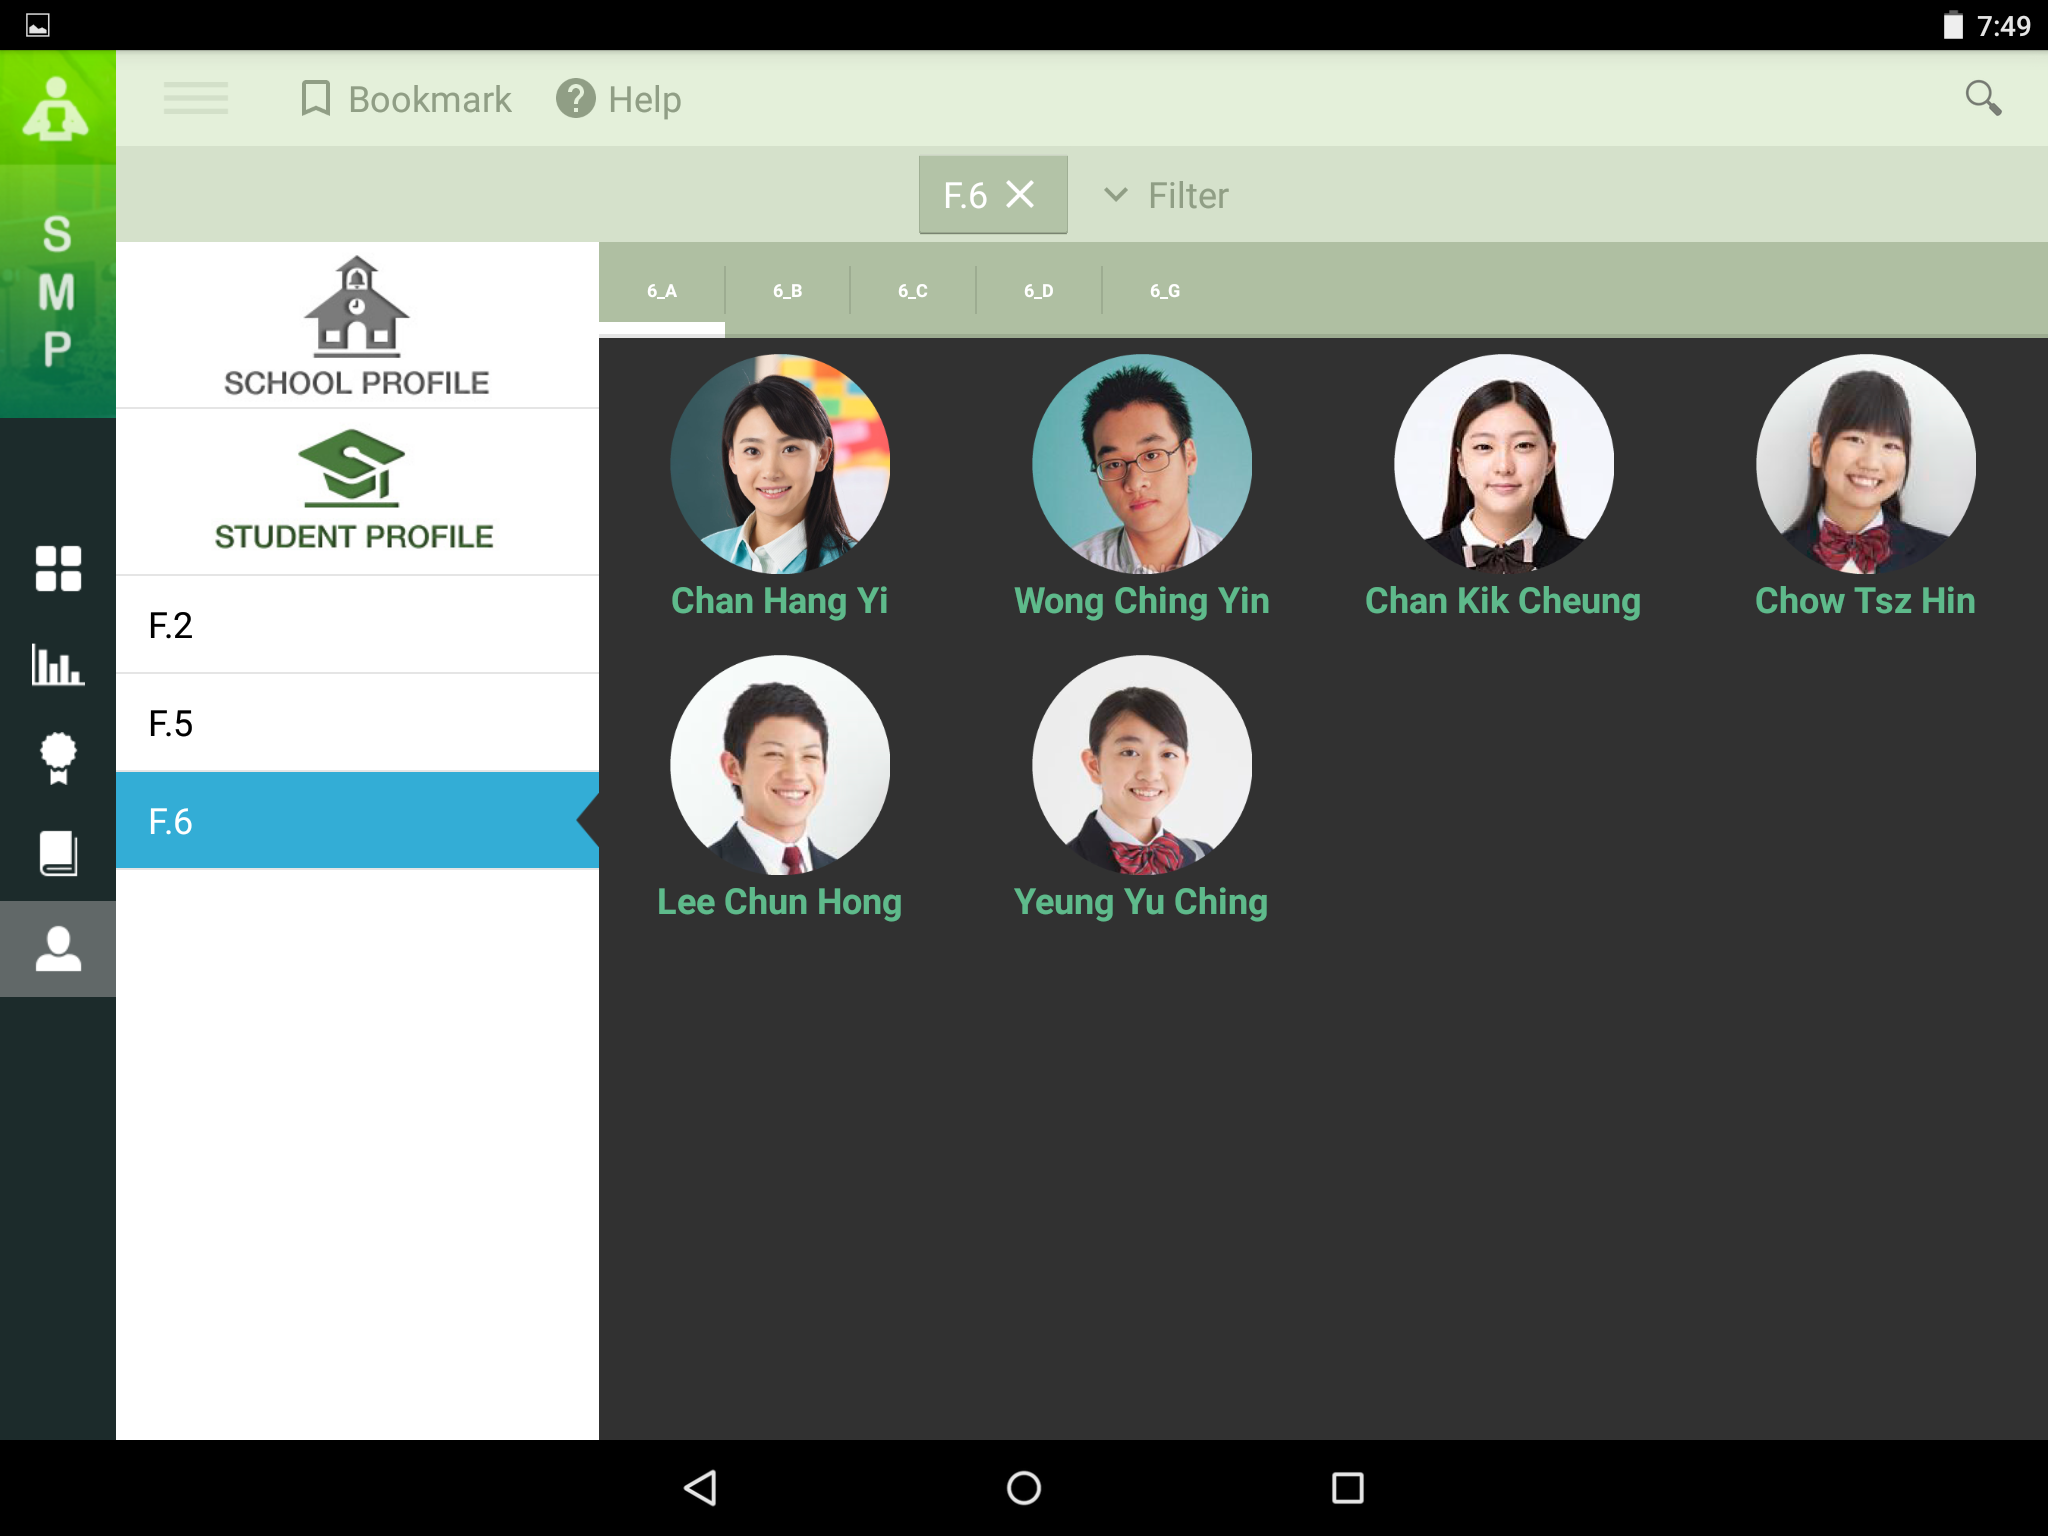 7:49
S
M
P
Bookmark
Help
F.6
Filter
SCHOOL PROFILE
STUDENT PROFILE
F.2
F.5
F.6
6_A
6_B
6_C
6_D
6_G
Chan Hang Yi
Wong Ching Yin
Chan Kik Cheung
Chow Tsz Hin
Lee Chun Hong
Yeung Yu Ching